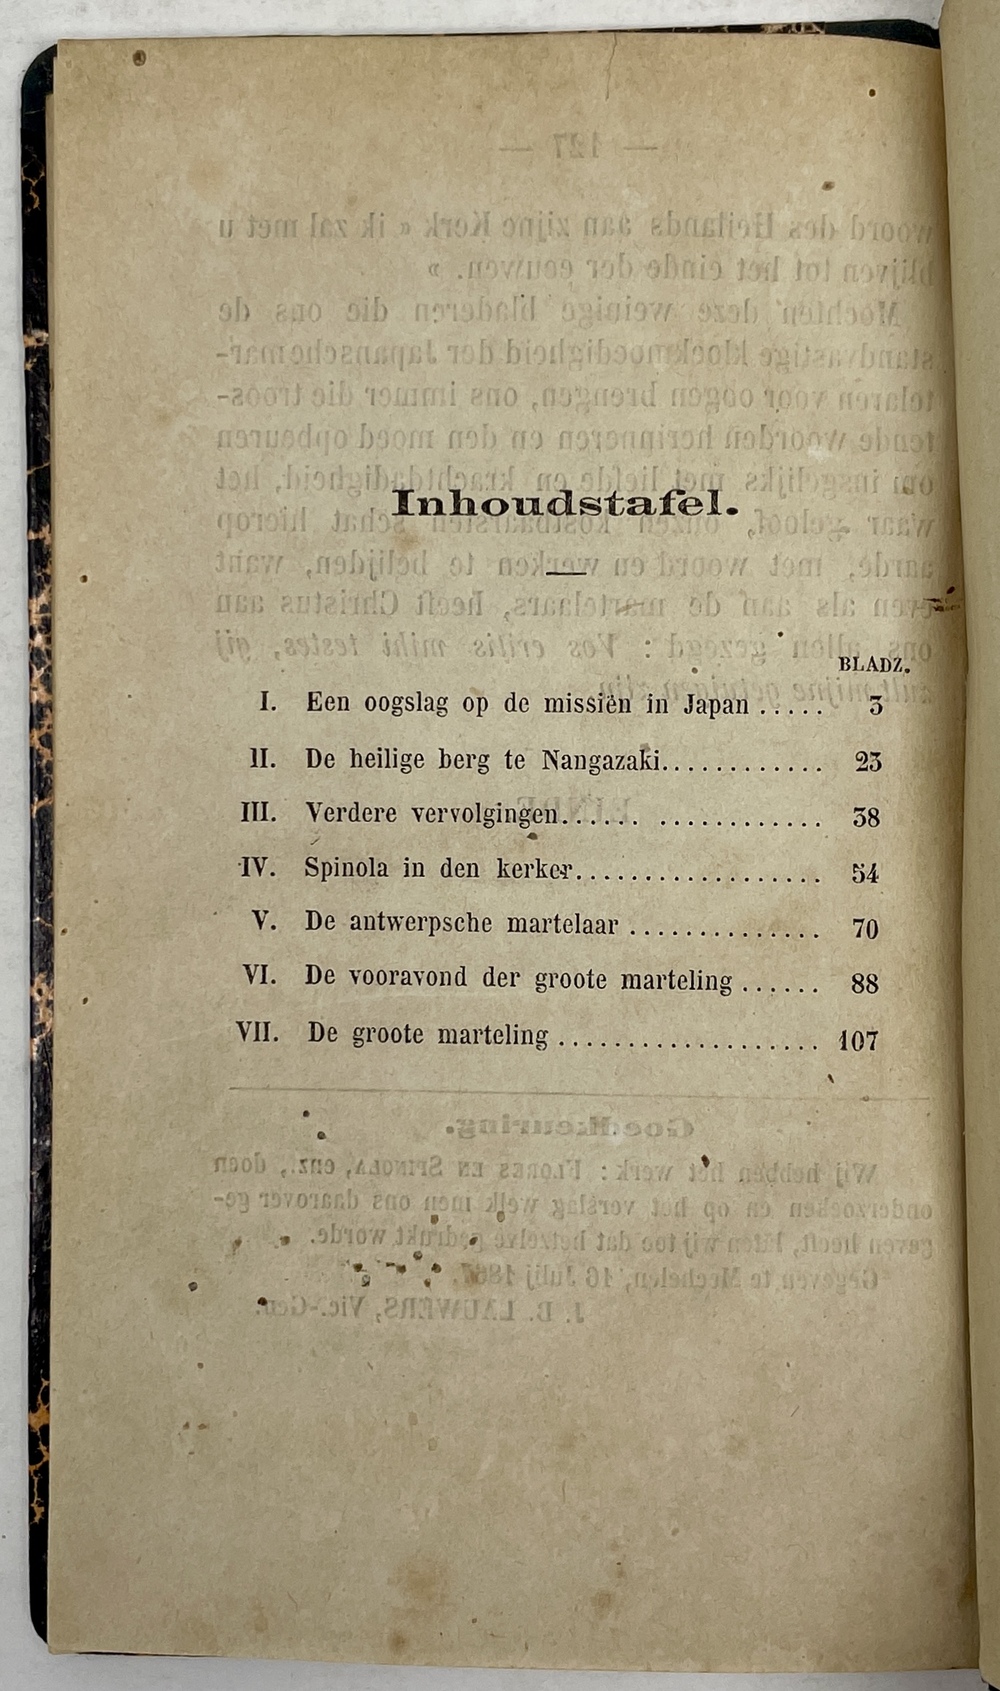 Inhoudstafel.
BLADZ.
I. Een oogslag op de missiën in Japan ..... 3
II. De heilige berg te Nangazaki............ 23
III. Verdere vervolgingen...... ............ 38
IV. Spinola in den kerker.................. 54
V. De antwerpsche martelaar .............. 70
VI. De vooravond der groote marteling ...... 88
VII. De groote marteling ................... 107